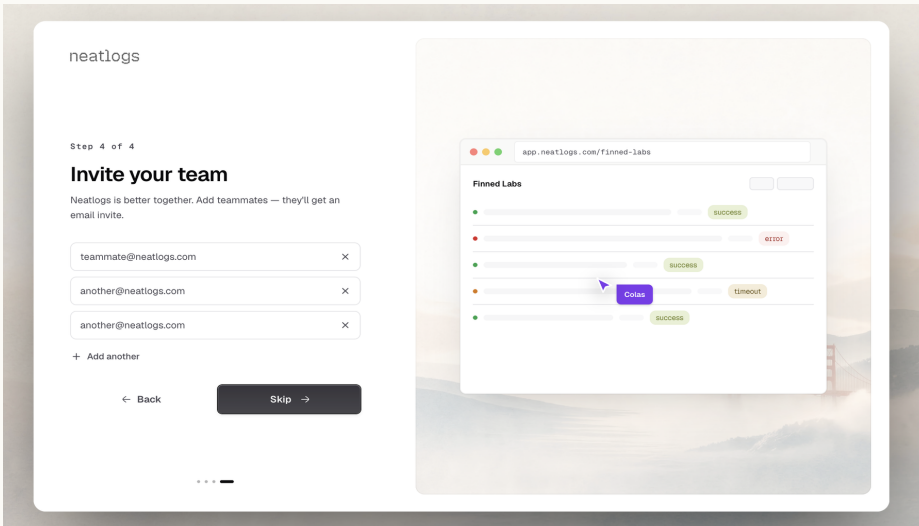 neatlogs
Step 4 of 4
Invite your team
Neatlogs is better together. Add teammates — they'll get an
email invite.
teammate@neatlogs.com
another@neatlogs.com
another@neatlogs.com
Add another
Back
Skip
app.neatlogs.com/finned-labs
Finned Labs
success
error
success
timeout
Colas
success